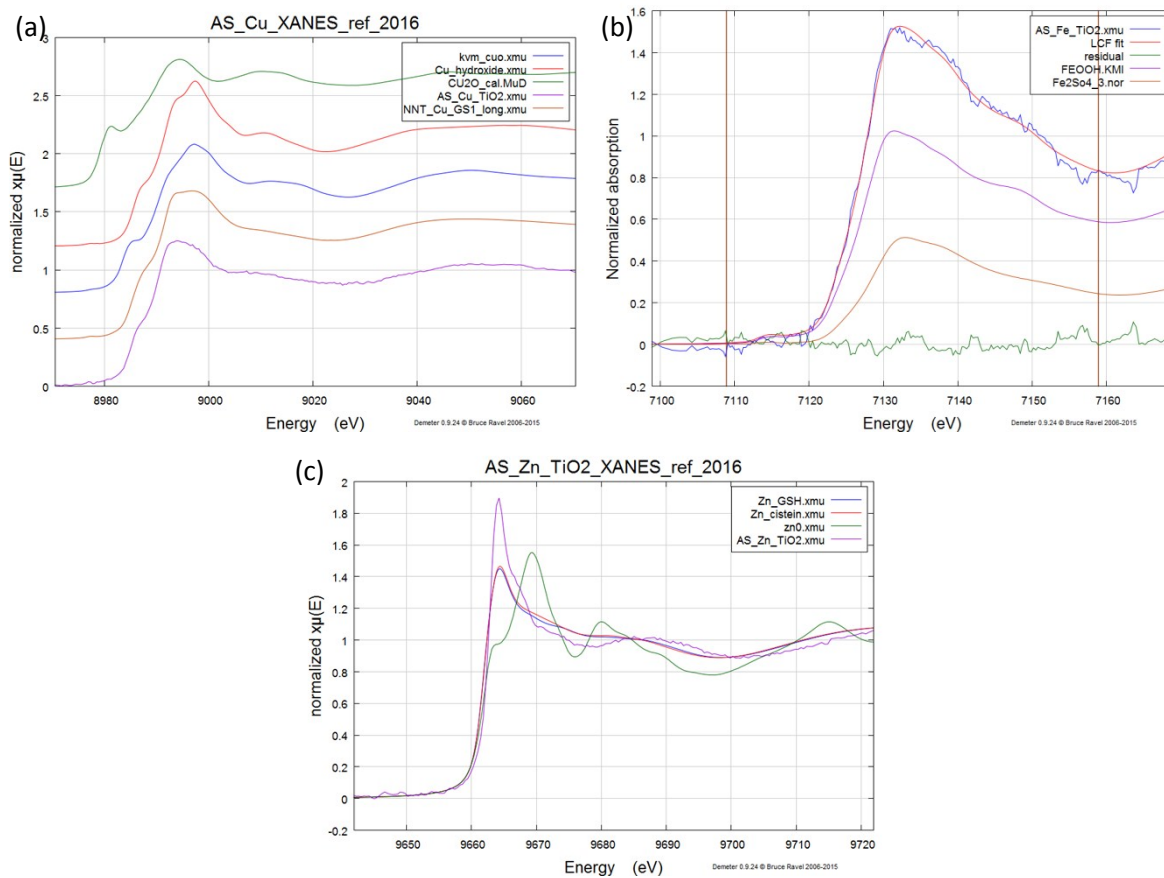 (a)
AS_Cu_XANES_ref_2016
normalized xμ(E)
3
2.5
2
1.5
1
0.5
0
kvm_cuo.xmu
Cu_hydroxide.xmu
CU2O_cal.MuD
AS_Cu_TiO2.xmu
NNT_Cu_GS1_long.xmu
8980 9000 9020 9040 9060
Energy (eV)
Demeter 0.9.24 © Bruce Ravel 2006-2015
(b)
Normalized absorption
1.6
1.4
1.2
1
0.8
0.6
0.4
0.2
0
-0.2
AS_Fe_TiO2.xmu
LCF fit
residual
FEOOH.KMI
Fe2So4_3.nor
7100 7110 7120 7130 7140 7150 7160
Energy (eV)
Demeter 0.9.24 © Bruce Ravel 2006-2015
(c)
AS_Zn_TiO2_XANES_ref_2016
normalized xμ(E)
2
1.8
1.6
1.4
1.2
1
0.8
0.6
0.4
0.2
0
-0.2
Zn_GSH.xmu
Zn_cistein.xmu
zn0.xmu
AS_Zn_TiO2.xmu
9650 9660 9670 9680 9690 9700 9710 9720
Energy (eV)
Demeter 0.9.24 © Bruce Ravel 2006-2015